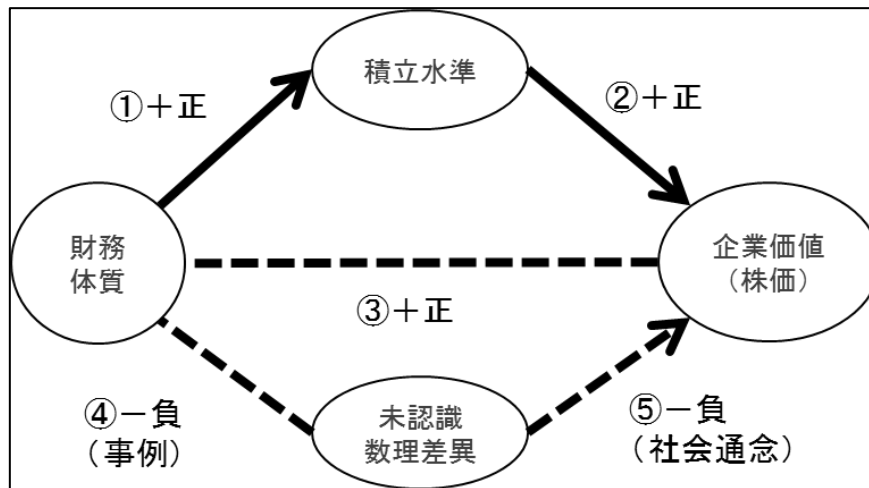 積立水準
①＋正
②＋正
財務
体質
企業価値
（株価）
③＋正
④－負
（事例）
未認識
数理差異
⑤－負
（社会通念）